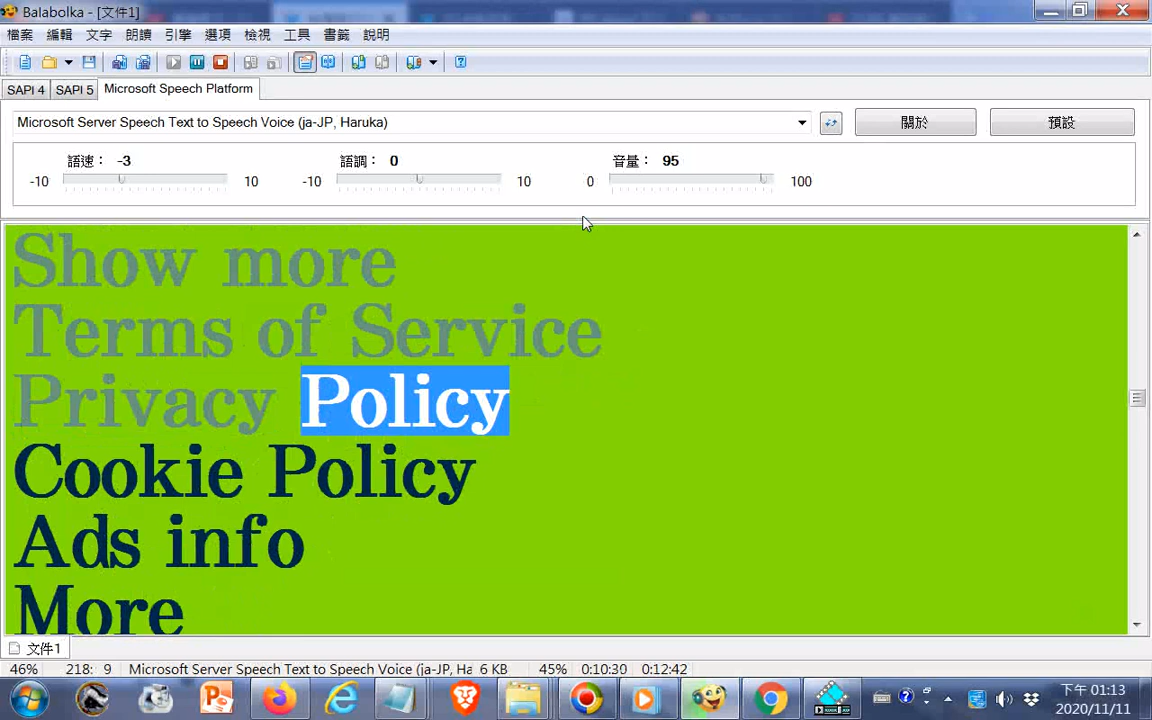 Balabolka - [文件1]
檔案 編輯 文字 朗讀 引擎 選項 檢視 工具 書籤 說明
SAPI 4 SAPI 5 Microsoft Speech Platform
Microsoft Server Speech Text to Speech Voice (ja-JP, Haruka) 關於 預設
語速： -3 語調： 0 音量： 95
-10 10 -10 10 0 100
Show more
Terms of Service
Privacy Policy
Cookie Policy
Ads info
More
文件1
46% 218: 9 Microsoft Server Speech Text to Speech Voice (ja-JP, Ha 6 KB 45% 0:10:30 0:12:42
下午 01:13
2020/11/11